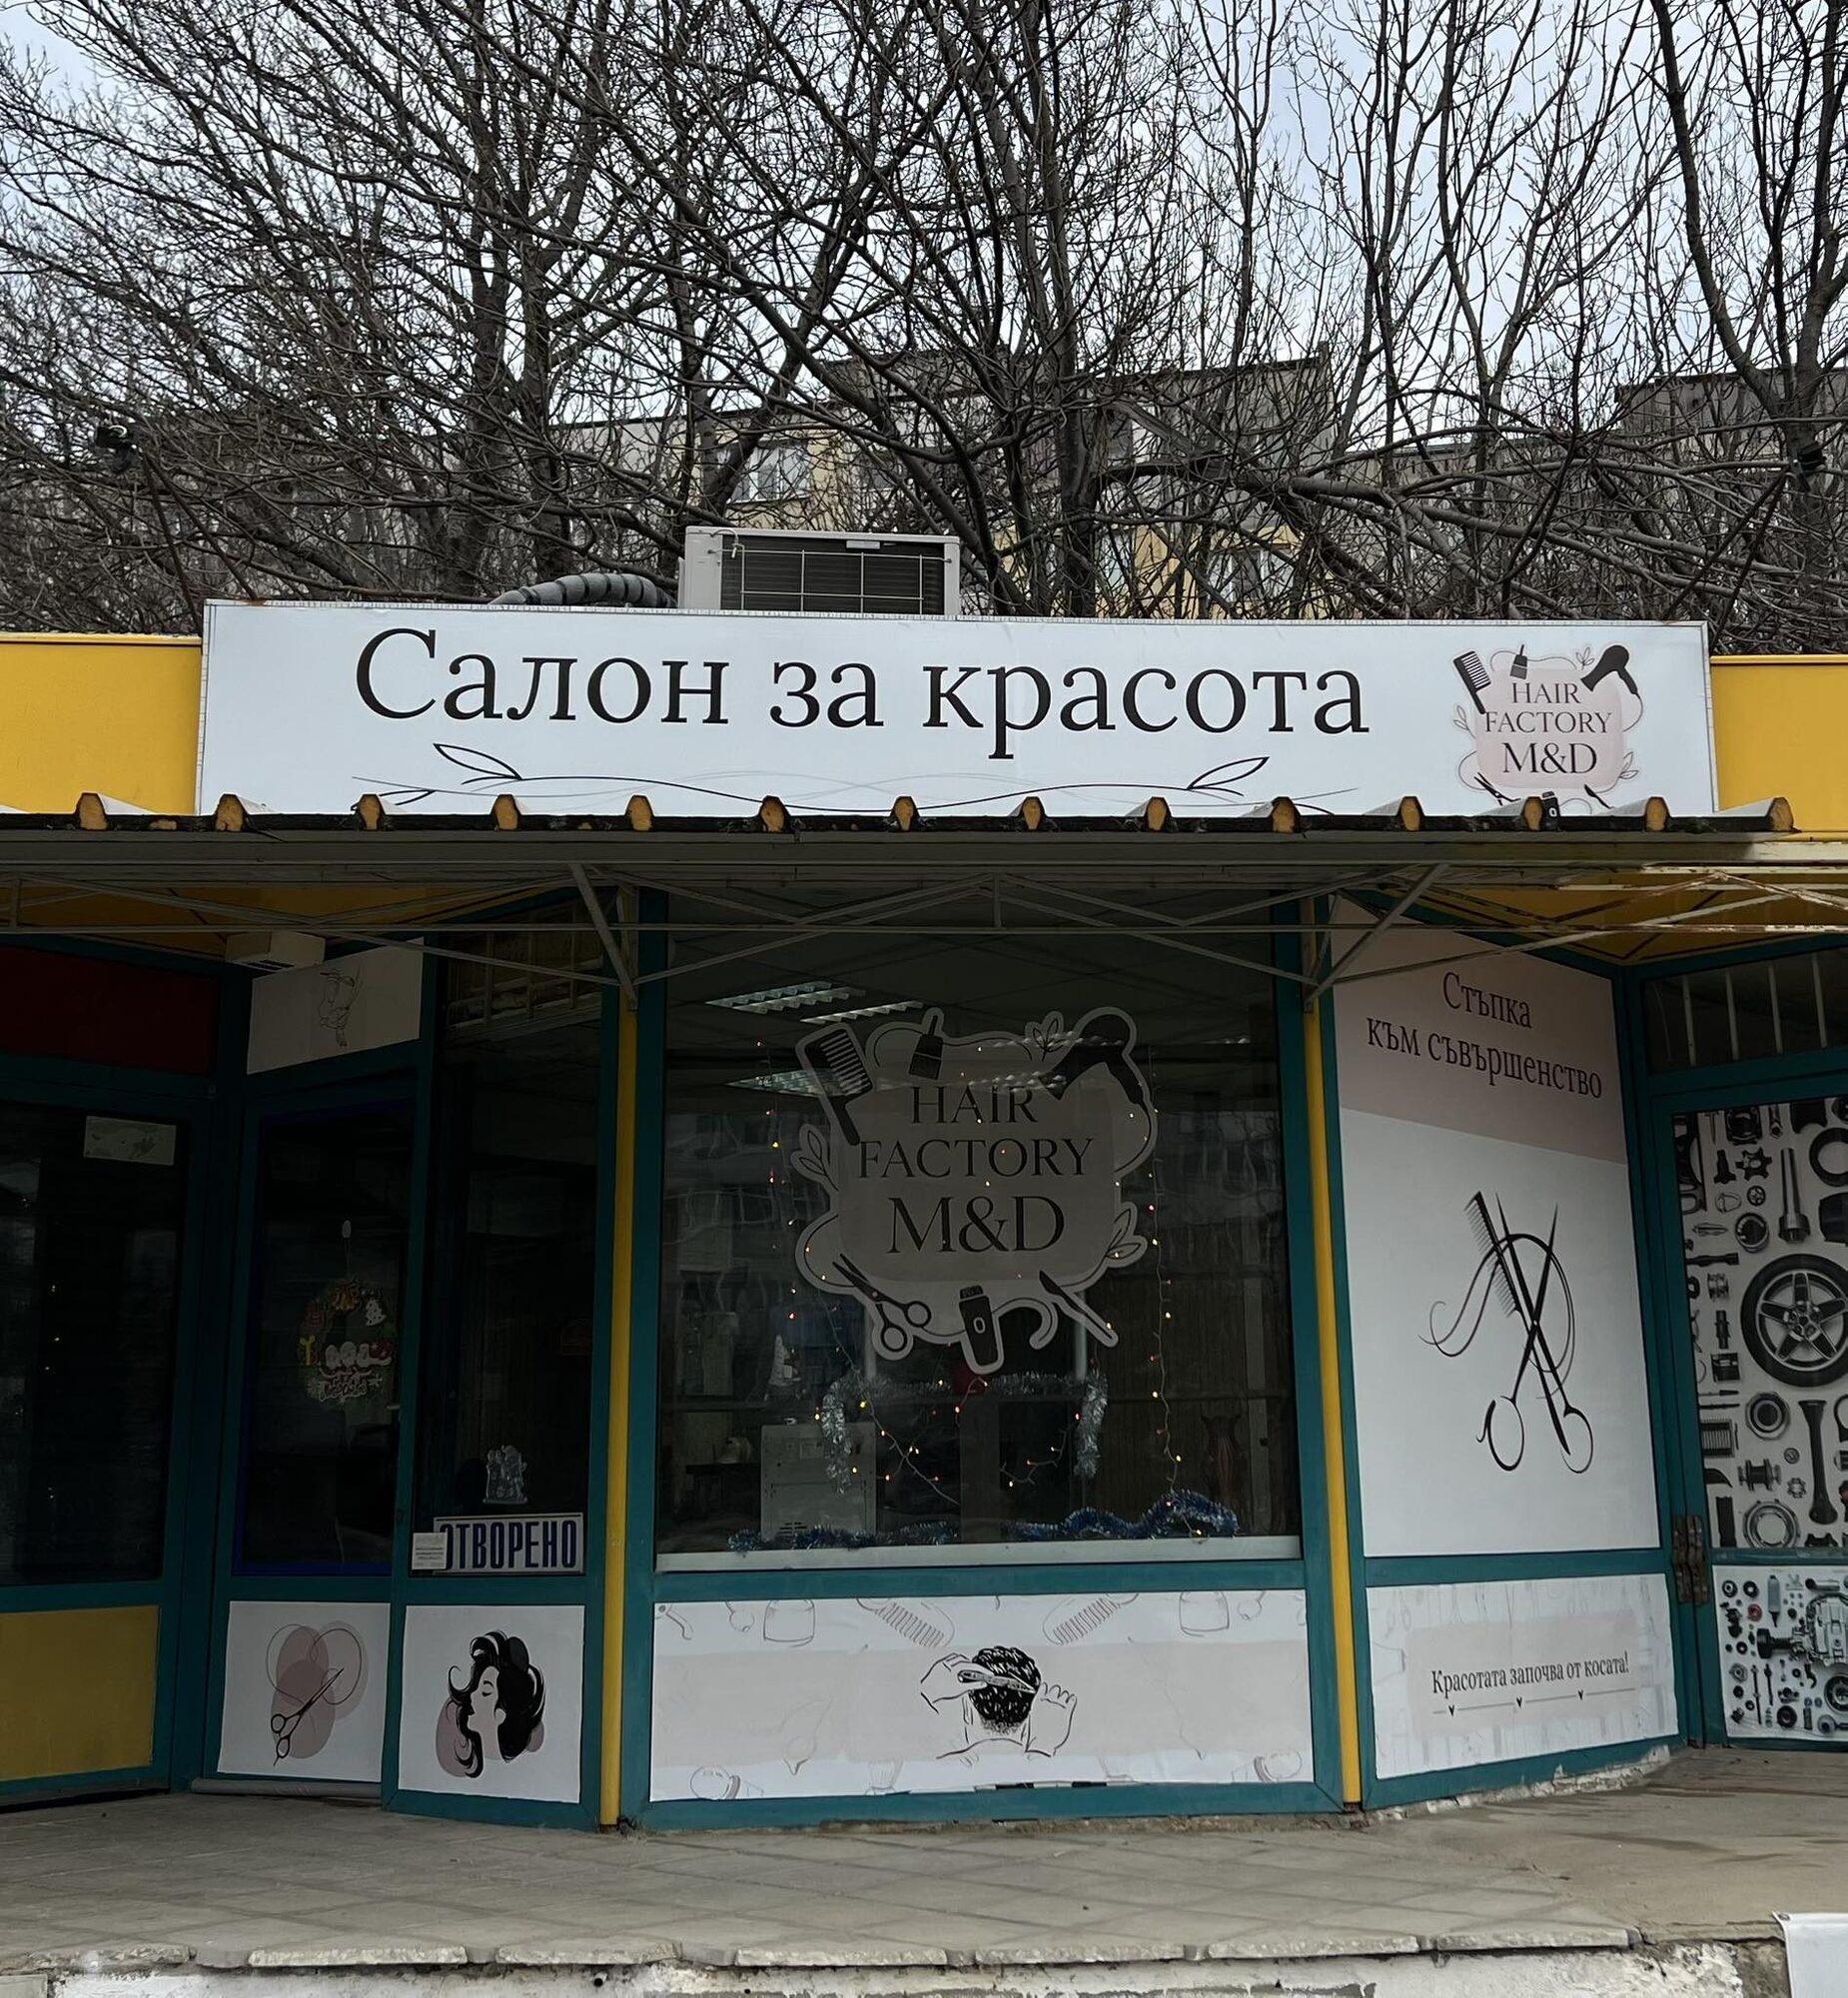 Салон за красота
HAIR
FACTORY
M&D
Стъпка
към съвършенство
HAIR
FACTORY
M&D
ОТВОРЕНО
Красотата започва от косата!